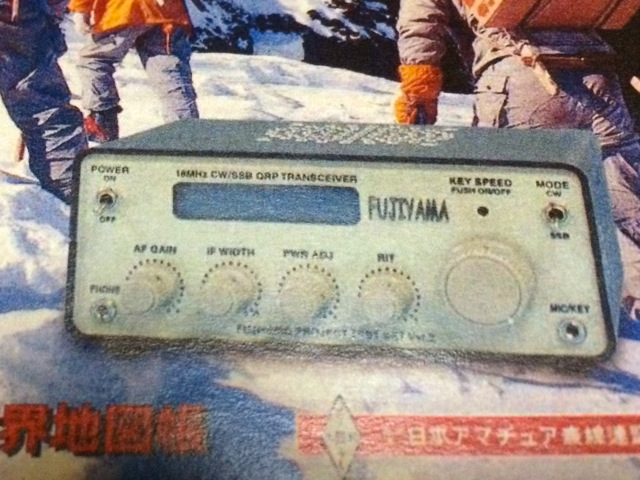 POWER
ON
OFF
18MHz CW/SSB QRP TRANSCEIVER
FUJIYAMA
KEY SPEED
PUSH ON/OFF
MODE
CW
SSB
AF GAIN
IF WIDTH
PWR ADJ
RIT
PHONE
MIC/KEY
界地図帳
日本アマチュア無線連